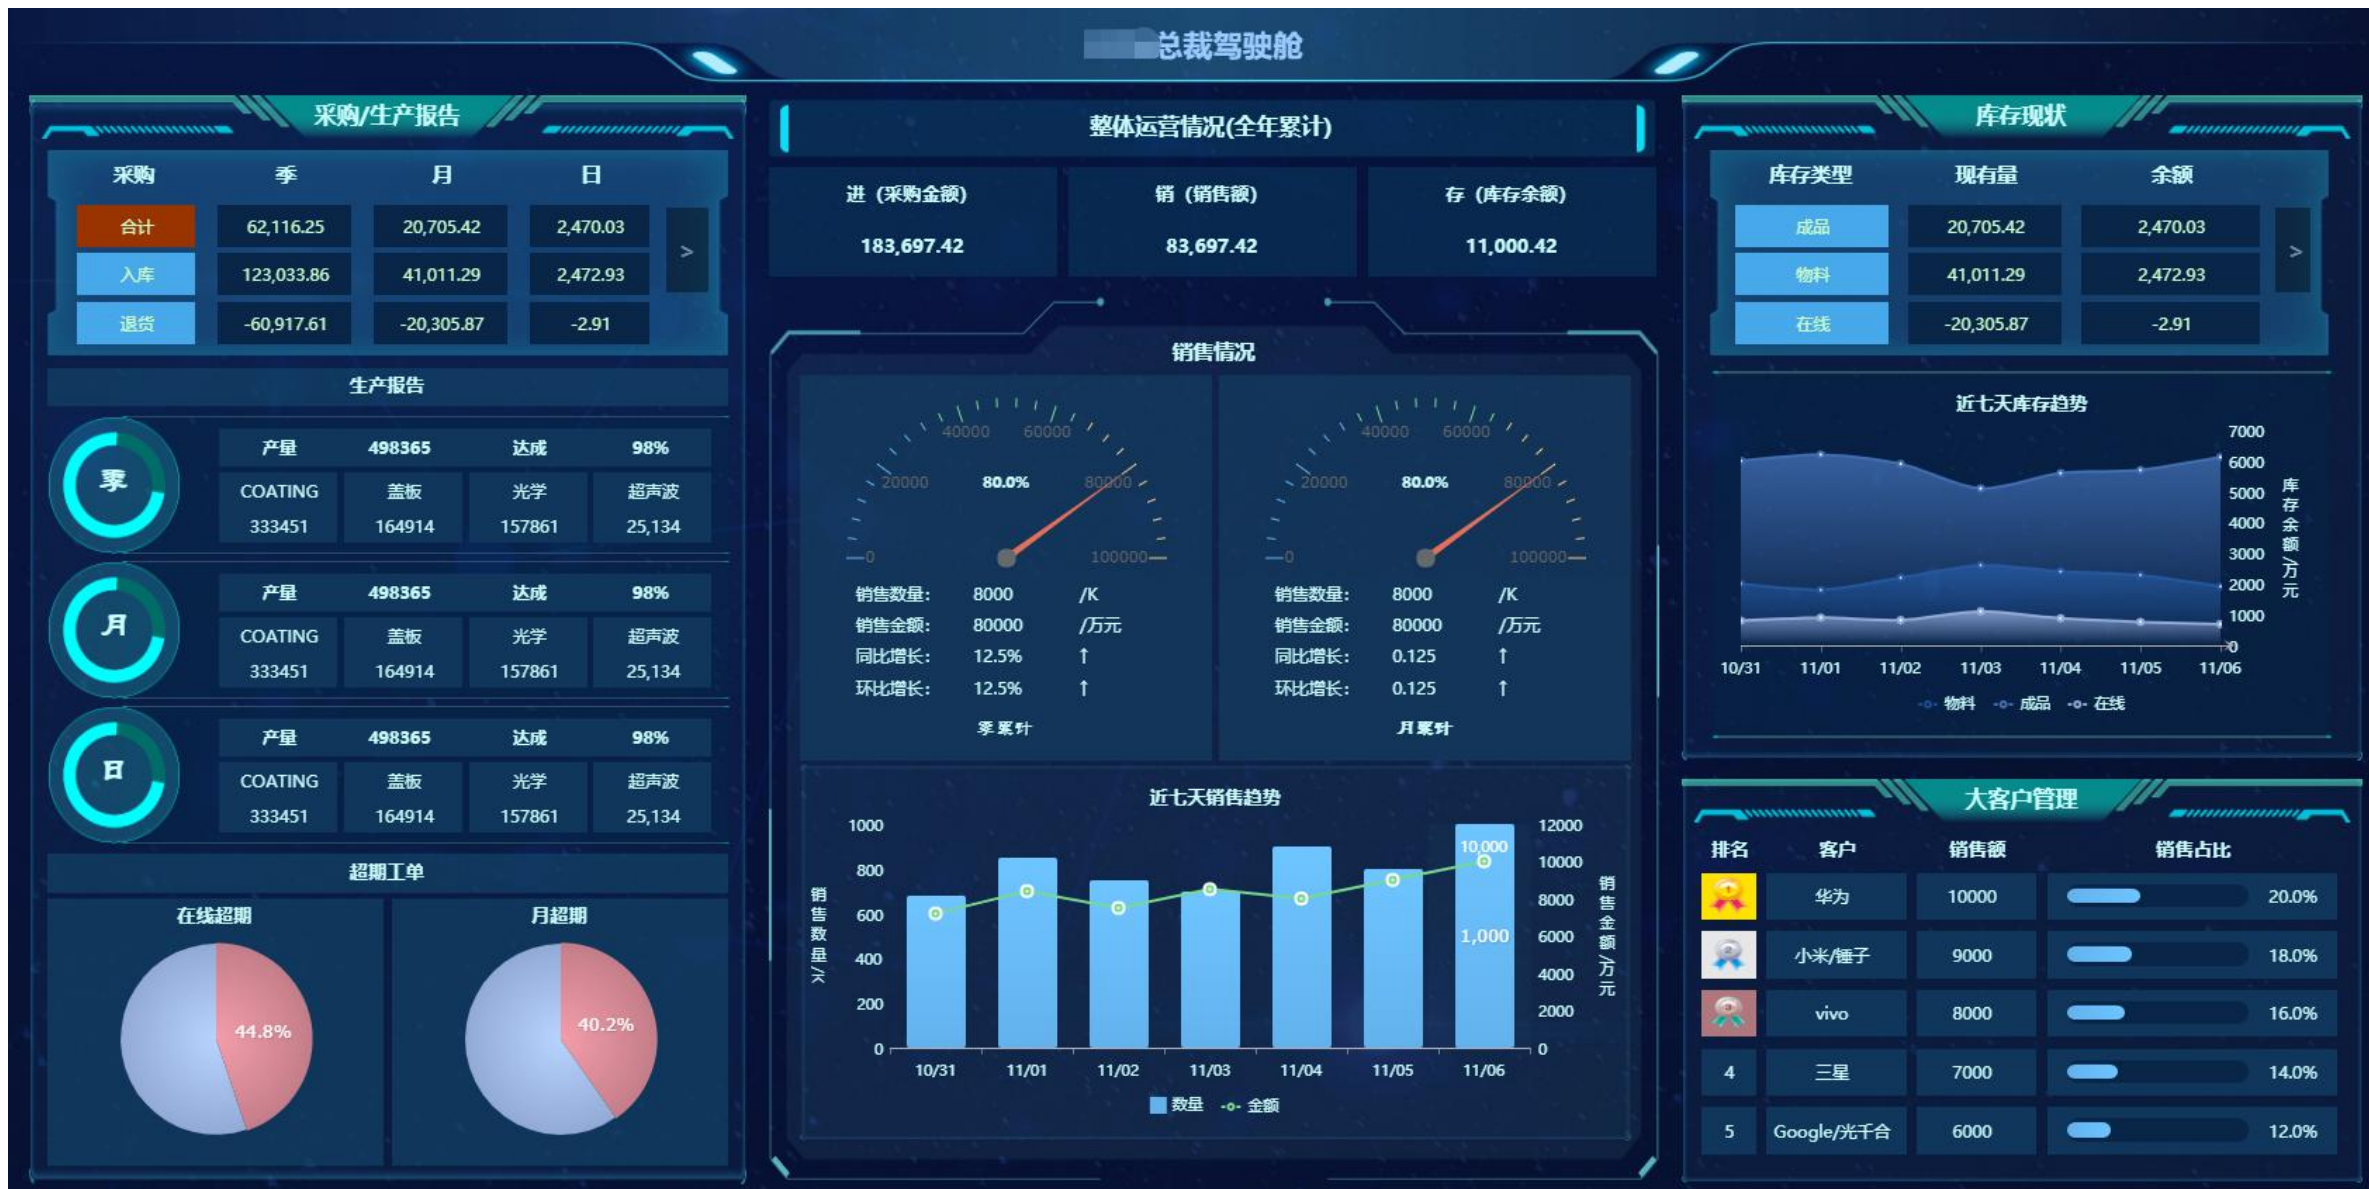 总裁驾驶舱
采购/生产报告
采购 季 月 日
合计 62,116.25 20,705.42 2,470.03
>
入库 123,033.86 41,011.29 2,472.93
退货 -60,917.61 -20,305.87 -2.91
生产报告
季
产量 498365 达成 98%
COATING 盖板 光学 超声波
333451 164914 157861 25,134
月
产量 498365 达成 98%
COATING 盖板 光学 超声波
333451 164914 157861 25,134
日
产量 498365 达成 98%
COATING 盖板 光学 超声波
333451 164914 157861 25,134
超期工单
在线超期 月超期
44.8% 40.2%
整体运营情况(全年累计)
进（采购金额） 销（销售额） 存（库存余额）
183,697.42 83,697.42 11,000.42
销售情况
0 20000 40000 60000 80000 100000
80.0%
销售数量: 8000 /K
销售金额: 80000 /万元
同比增长: 12.5% ↑
环比增长: 12.5% ↑
季累计
0 20000 40000 60000 80000 100000
80.0%
销售数量: 8000 /K
销售金额: 80000 /万元
同比增长: 0.125 ↑
环比增长: 0.125 ↑
月累计
近七天销售趋势
销售数量/K
1000
800
600
400
200
0
10,000
1,000
12000
10000
8000
6000
4000
2000
0
销售金额/万元
10/31 11/01 11/02 11/03 11/04 11/05 11/06
数量 金额
库存现状
库存类型 现有量 余额
成品 20,705.42 2,470.03
>
物料 41,011.29 2,472.93
在线 -20,305.87 -2.91
近七天库存趋势
7000
6000
5000
4000
3000
2000
1000
0
库存余额/万元
10/31 11/01 11/02 11/03 11/04 11/05 11/06
物料 成品 在线
大客户管理
排名 客户 销售额 销售占比
1 华为 10000 20.0%
2 小米/锤子 9000 18.0%
3 vivo 8000 16.0%
4 三星 7000 14.0%
5 Google/光千合 6000 12.0%